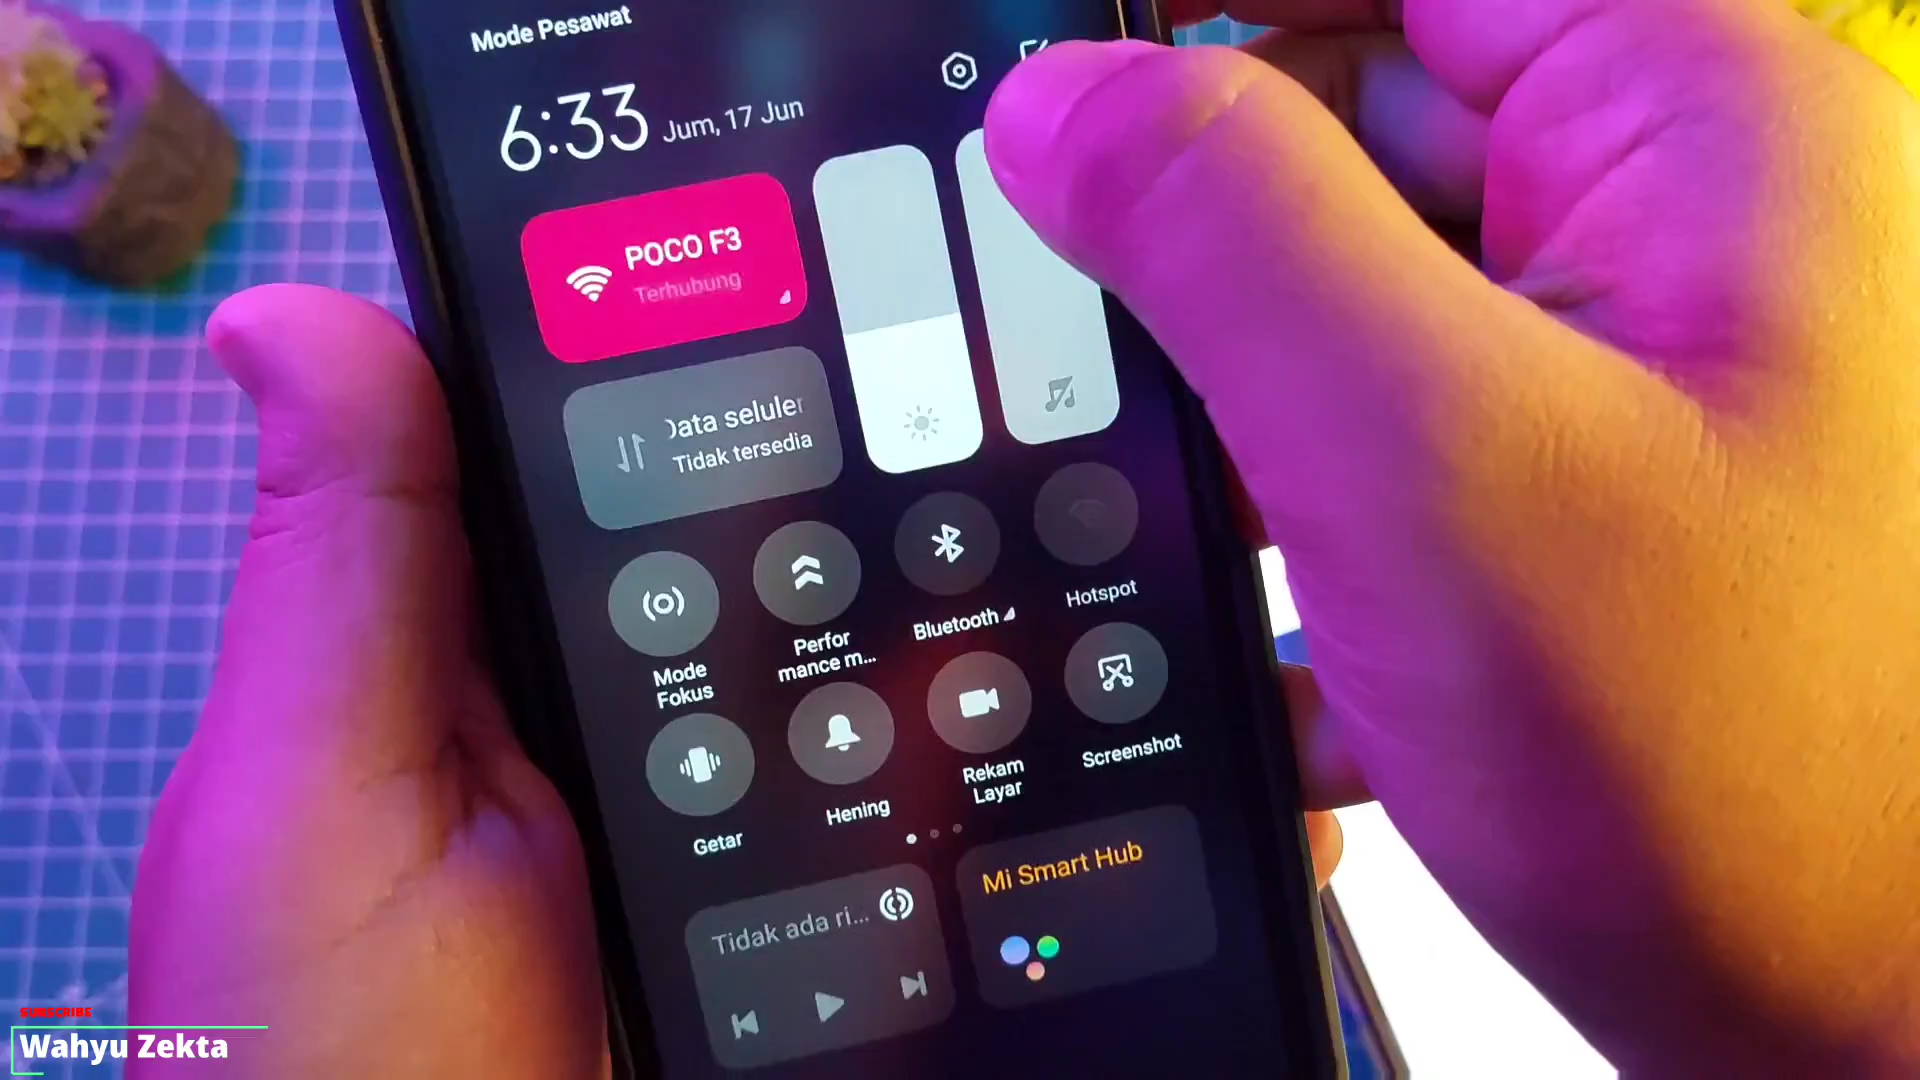 Mode Pesawat
6:33 Jum, 17 Jun
POCO F3
Terhubung
Data seluler
Tidak tersedia
Mode
Fokus
Perfor
mance m...
Bluetooth
Hotspot
Getar
Hening
Rekam
Layar
Screenshot
Tidak ada ri...
Mi Smart Hub
SUBSCRIBE
Wahyu Zekta